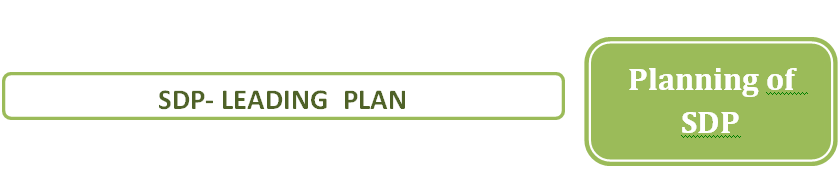 SDP- LEADING  PLAN
Planning of
SDP